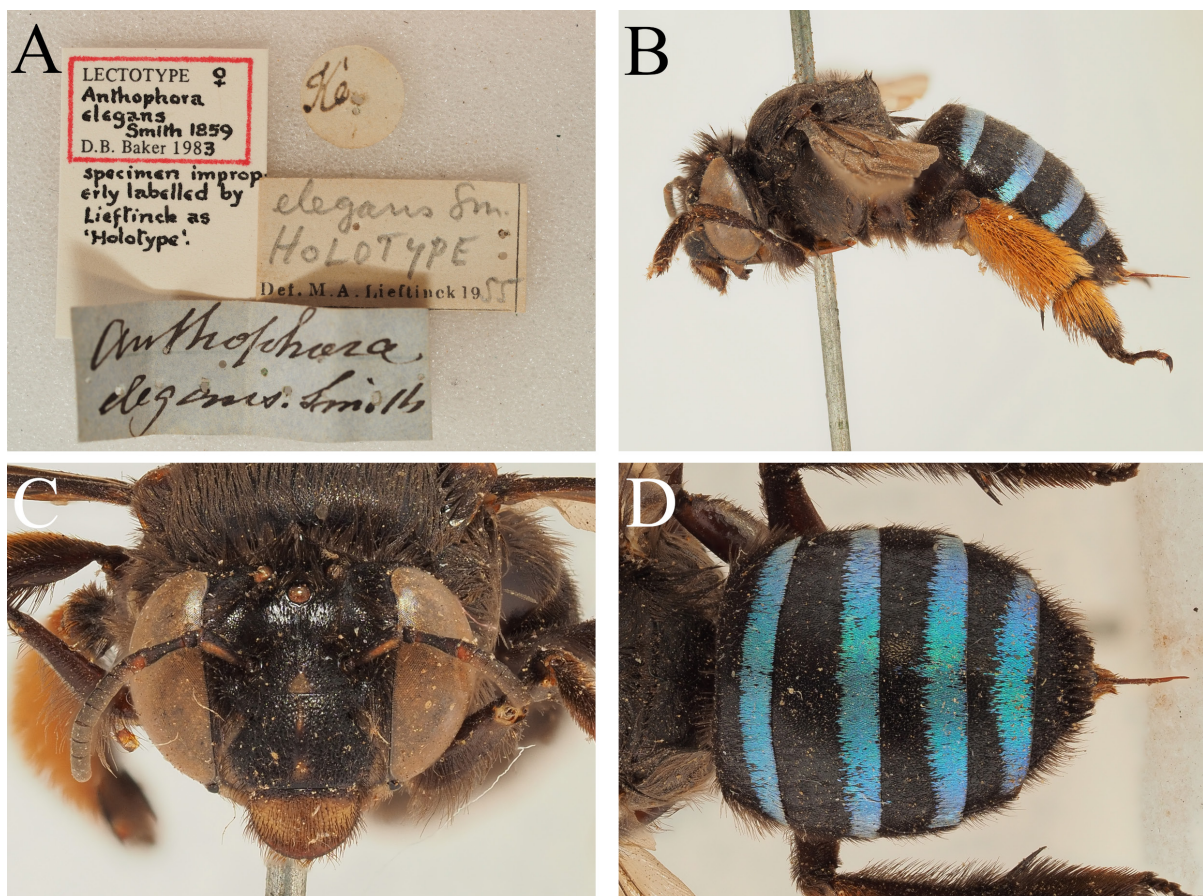 A
LECTOTYPE ♀
Anthophora
elegans
Smith 1859
D.B. Baker 1983
specimen improp
erly labelled by
Lieftinck as
'Holotype'.
elegans Sm.
HOLOTYPE
Det. M.A. Lieftinck 1955
Anthophora
elegans. Smith
B
C
D